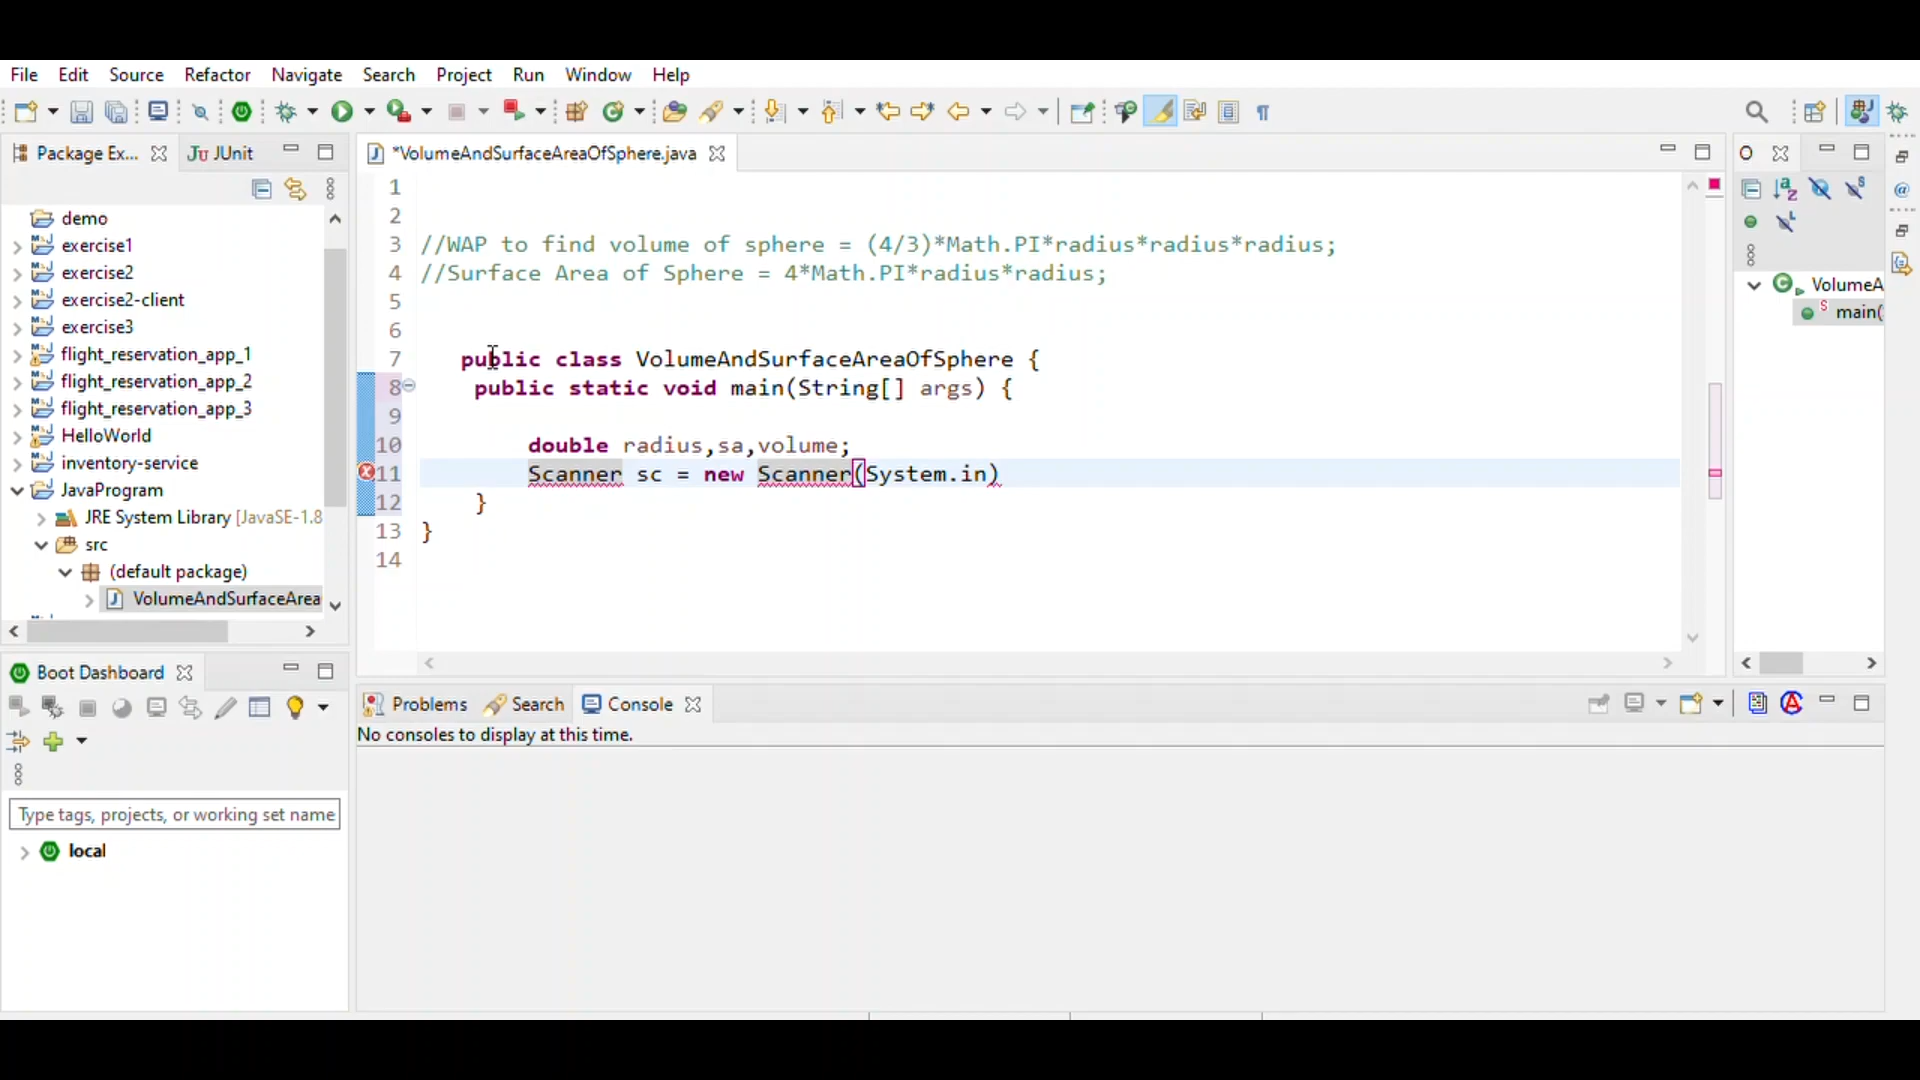 File Edit Source Refactor Navigate Search Project Run Window Help
Package Ex... JUnit
*VolumeAndSurfaceAreaOfSphere.java
O
demo
exercise1
exercise2
exercise2-client
exercise3
flight_reservation_app_1
flight_reservation_app_2
flight_reservation_app_3
HelloWorld
inventory-service
JavaProgram
JRE System Library [JavaSE-1.8
src
(default package)
VolumeAndSurfaceArea
1
2
3 //WAP to find volume of sphere = (4/3)*Math.PI*radius*radius*radius;
4 //Surface Area of Sphere = 4*Math.PI*radius*radius;
5
6
7 public class VolumeAndSurfaceAreaOfSphere {
8 public static void main(String[] args) {
9
10 double radius,sa,volume;
11 Scanner sc = new Scanner(System.in)
12 }
13 }
14
VolumeA
main(
Boot Dashboard
Type tags, projects, or working set name
local
Problems Search Console
No consoles to display at this time.